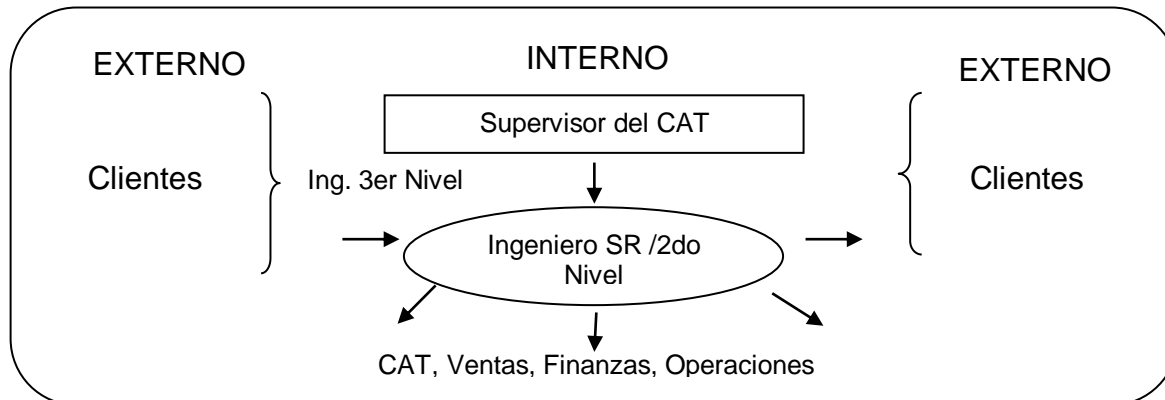 EXTERNO
INTERNO
EXTERNO
Supervisor del CAT
Clientes
Ing. 3er Nivel
Clientes
Ingeniero SR /2do
Nivel
CAT, Ventas, Finanzas, Operaciones